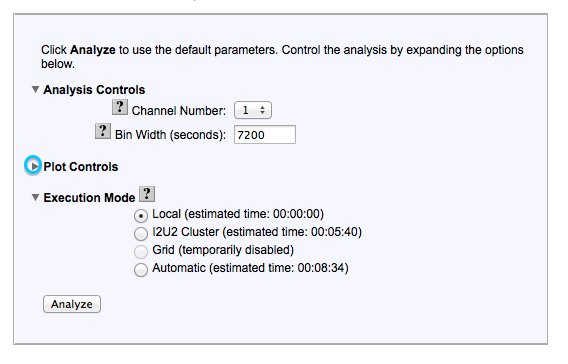 Click Analyze to use the default parameters. Control the analysis by expanding the options
below.
Analysis Controls
? Channel Number: 1
? Bin Width (seconds): 7200
Plot Controls
Execution Mode ?
Local (estimated time: 00:00:00)
I2U2 Cluster (estimated time: 00:05:40)
Grid (temporarily disabled)
Automatic (estimated time: 00:08:34)
Analyze